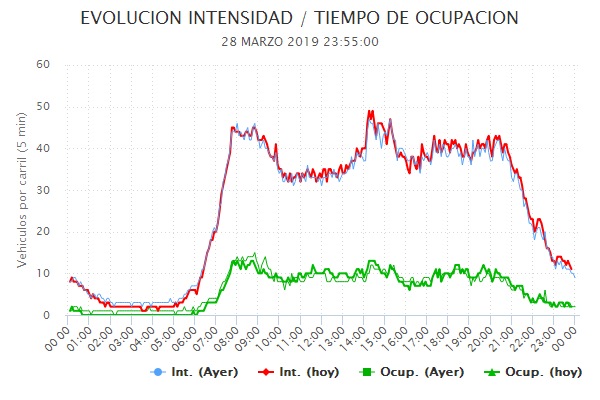 EVOLUCION INTENSIDAD / TIEMPO DE OCUPACION
28 MARZO 2019 23:55:00
Vehiculos por carril (5 min)
60
50
40
30
20
10
0
00:00 01:00 02:00 03:00 04:00 05:00 06:00 07:00 08:00 09:00 10:00 11:00 12:00 13:00 14:00 15:00 16:00 17:00 18:00 19:00 20:00 21:00 22:00 23:00 00:00
Int. (Ayer) Int. (hoy) Ocup. (Ayer) Ocup. (hoy)